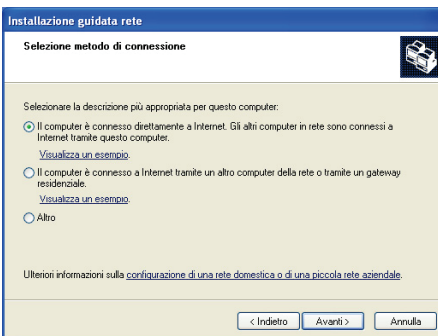 Installazione guidata rete
Selezione metodo di connessione
Selezionare la descrizione più appropriata per questo computer:
Il computer è connesso direttamente a Internet. Gli altri computer in rete sono connessi a
Internet tramite questo computer.
Visualizza un esempio.
Il computer è connesso a Internet tramite un altro computer della rete o tramite un gateway
residenziale.
Visualizza un esempio.
Altro
Ulteriori informazioni sulla configurazione di una rete domestica o di una piccola rete aziendale.
< Indietro Avanti > Annulla